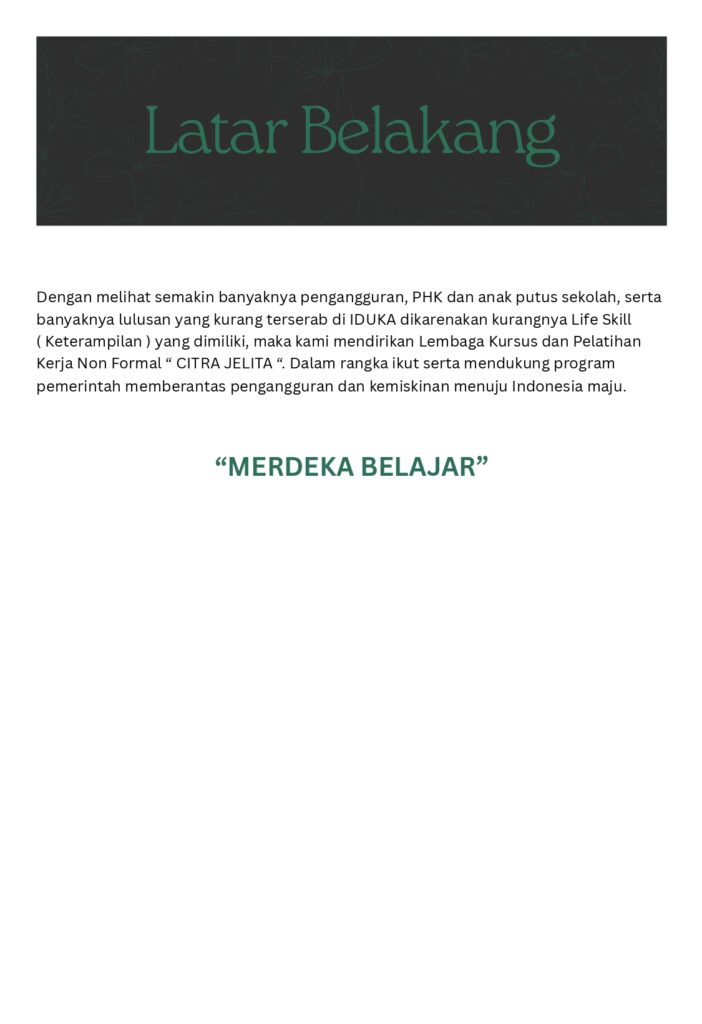 Latar Belakang
Dengan melihat semakin banyaknya pengangguran, PHK dan anak putus sekolah, serta
banyaknya lulusan yang kurang terserab di IDUKA dikarenakan kurangnya Life Skill
( Keterampilan ) yang dimiliki, maka kami mendirikan Lembaga Kursus dan Pelatihan
Kerja Non Formal “ CITRA JELITA “. Dalam rangka ikut serta mendukung program
pemerintah memberantas pengangguran dan kemiskinan menuju Indonesia maju.
“MERDEKA BELAJAR”